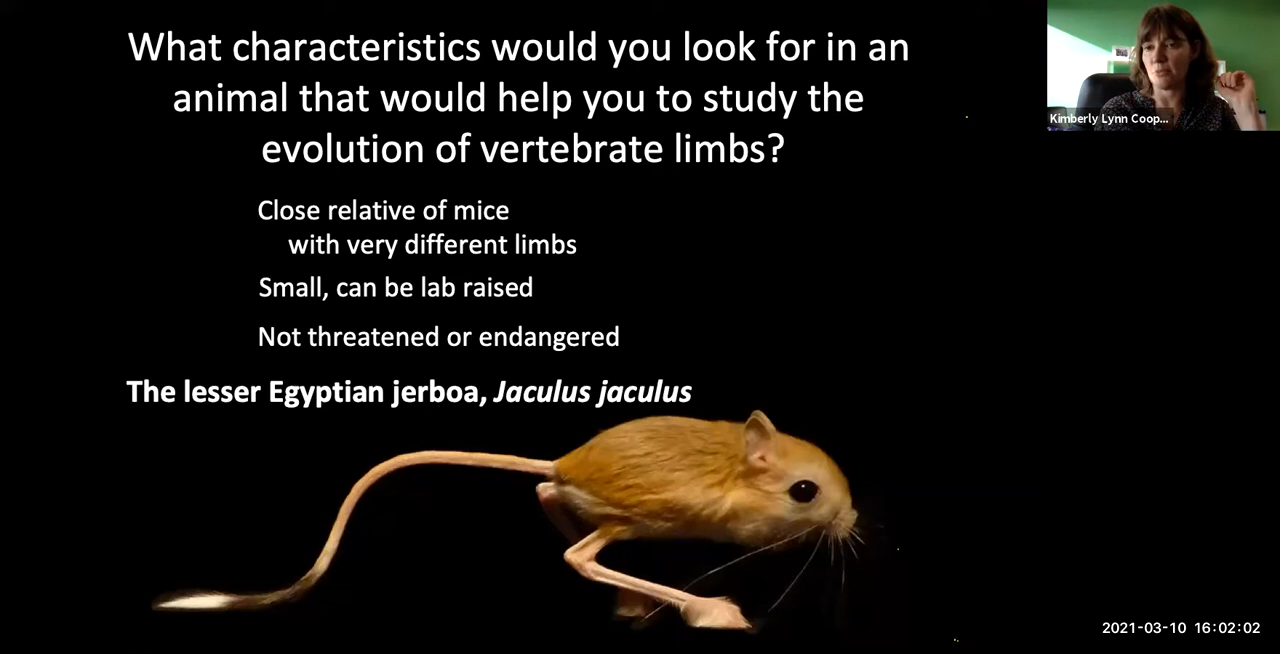 What characteristics would you look for in an
animal that would help you to study the
evolution of vertebrate limbs?
Kimberly Lynn Coop...
Close relative of mice
with very different limbs
Small, can be lab raised
Not threatened or endangered
The lesser Egyptian jerboa, Jaculus jaculus
2021-03-10 16:02:02